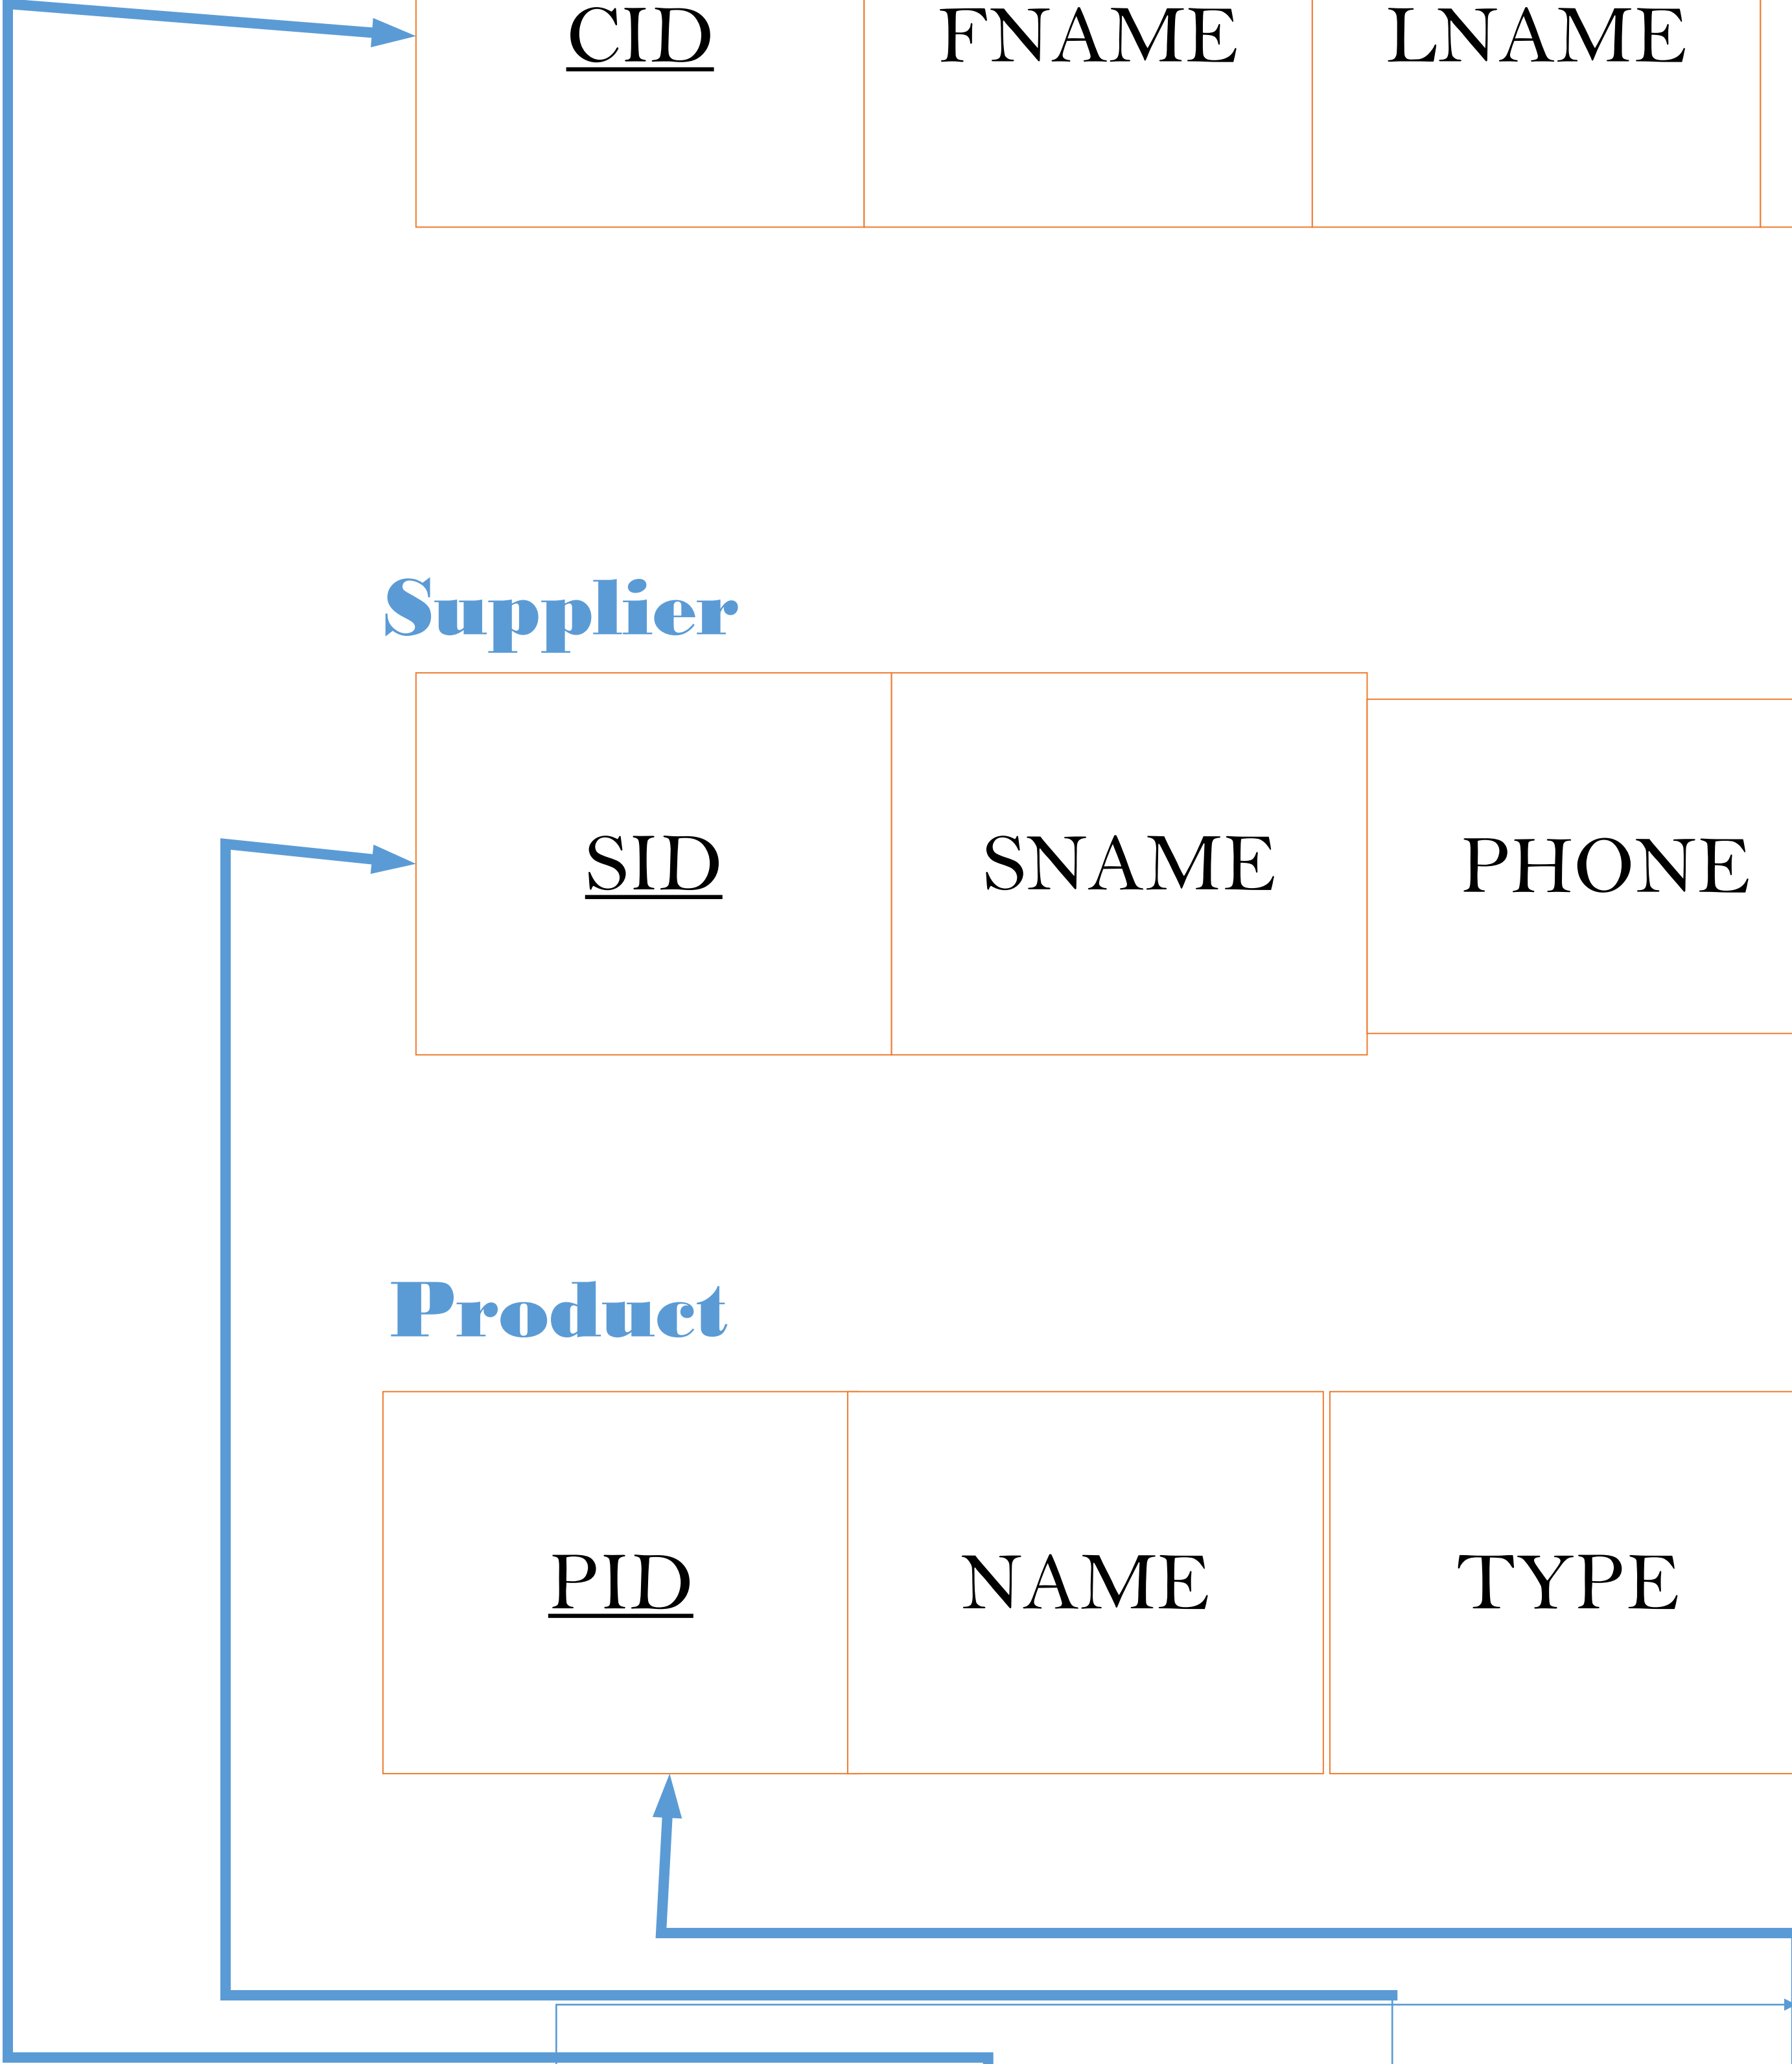 CID FNAME LNAME
Supplier
SID SNAME PHONE
Product
PID NAME TYPE